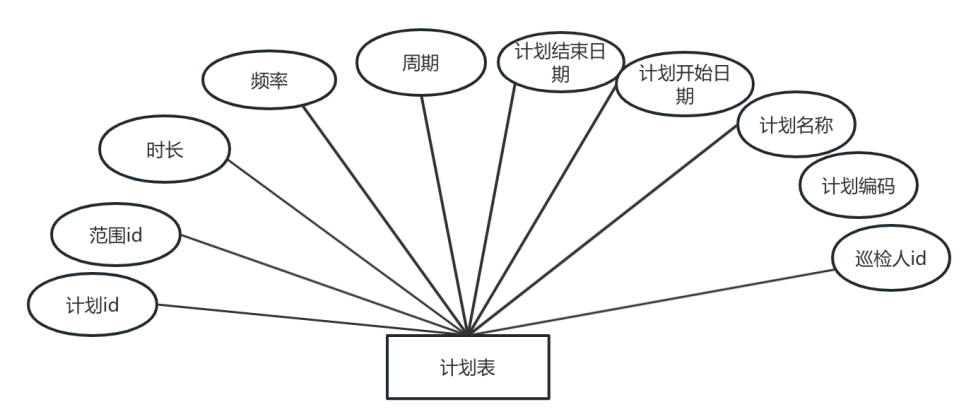 计划结束日
期
周期
计划开始日
期
频率
计划名称
时长
计划编码
范围id
巡检人id
计划id
计划表